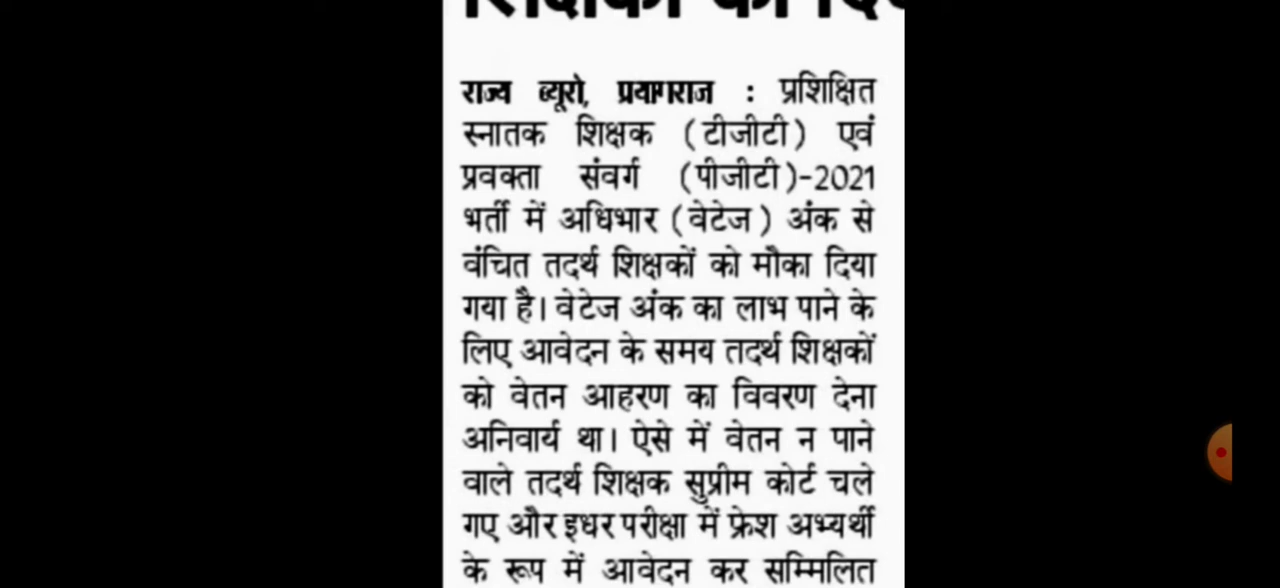 राज्य ब्यूरो, प्रयागराज : प्रशिक्षित
स्नातक शिक्षक (टीजीटी) एवं
प्रवक्ता संवर्ग (पीजीटी)-2021
भर्ती में अधिभार (वेटेज) अंक से
वंचित तदर्थ शिक्षकों को मौका दिया
गया है। वेटेज अंक का लाभ पाने के
लिए आवेदन के समय तदर्थ शिक्षकों
को वेतन आहरण का विवरण देना
अनिवार्य था। ऐसे में वेतन न पाने
वाले तदर्थ शिक्षक सुप्रीम कोर्ट चले
गए और इधर परीक्षा में फ्रेश अभ्यर्थी
के रूप में आवेदन कर सम्मिलित